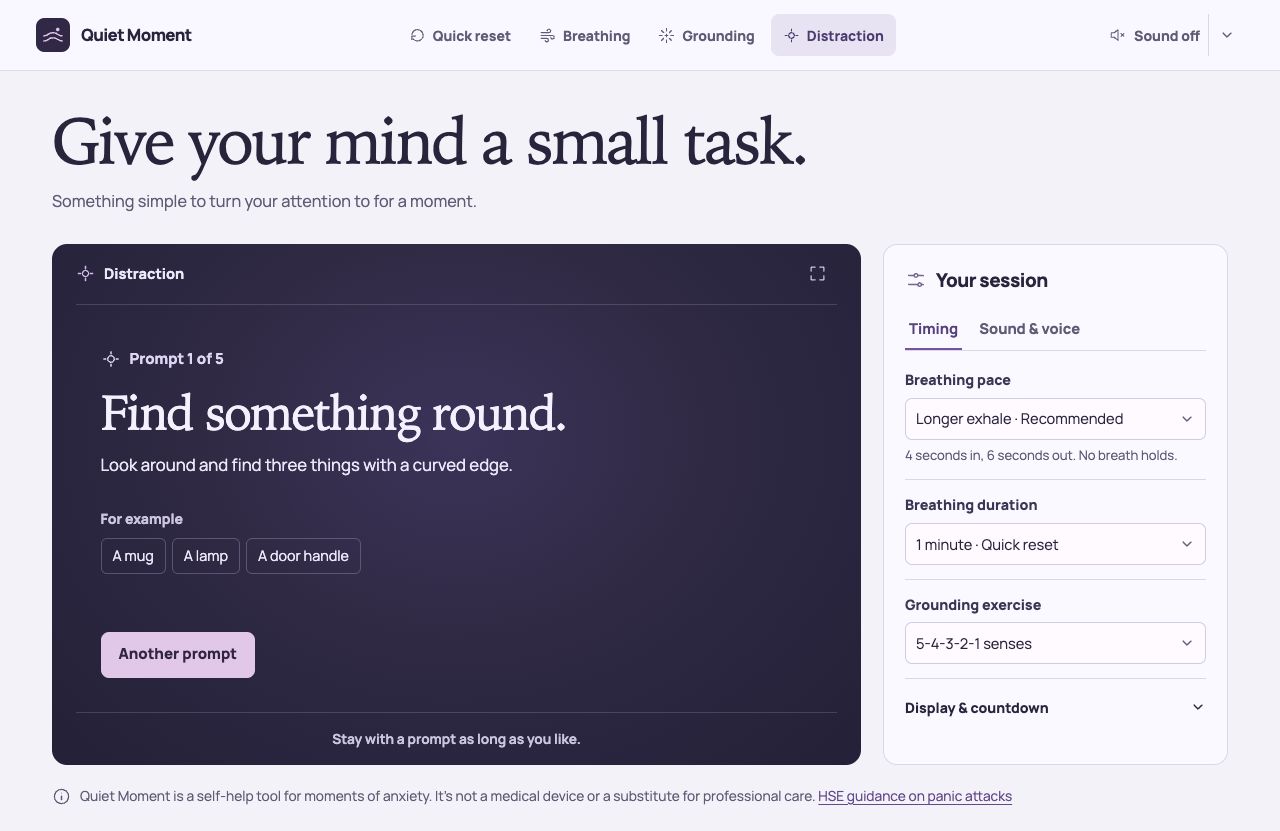 Quiet Moment
Quick reset
Breathing
Grounding
Distraction
Sound off
Give your mind a small task.
Something simple to turn your attention to for a moment.
Distraction
Prompt 1 of 5
Find something round.
Look around and find three things with a curved edge.
For example
A mug
A lamp
A door handle
Another prompt
Stay with a prompt as long as you like.
Your session
Timing
Sound & voice
Breathing pace
Longer exhale · Recommended
4 seconds in, 6 seconds out. No breath holds.
Breathing duration
1 minute · Quick reset
Grounding exercise
5-4-3-2-1 senses
Display & countdown
Quiet Moment is a self-help tool for moments of anxiety. It's not a medical device or a substitute for professional care. HSE guidance on panic attacks